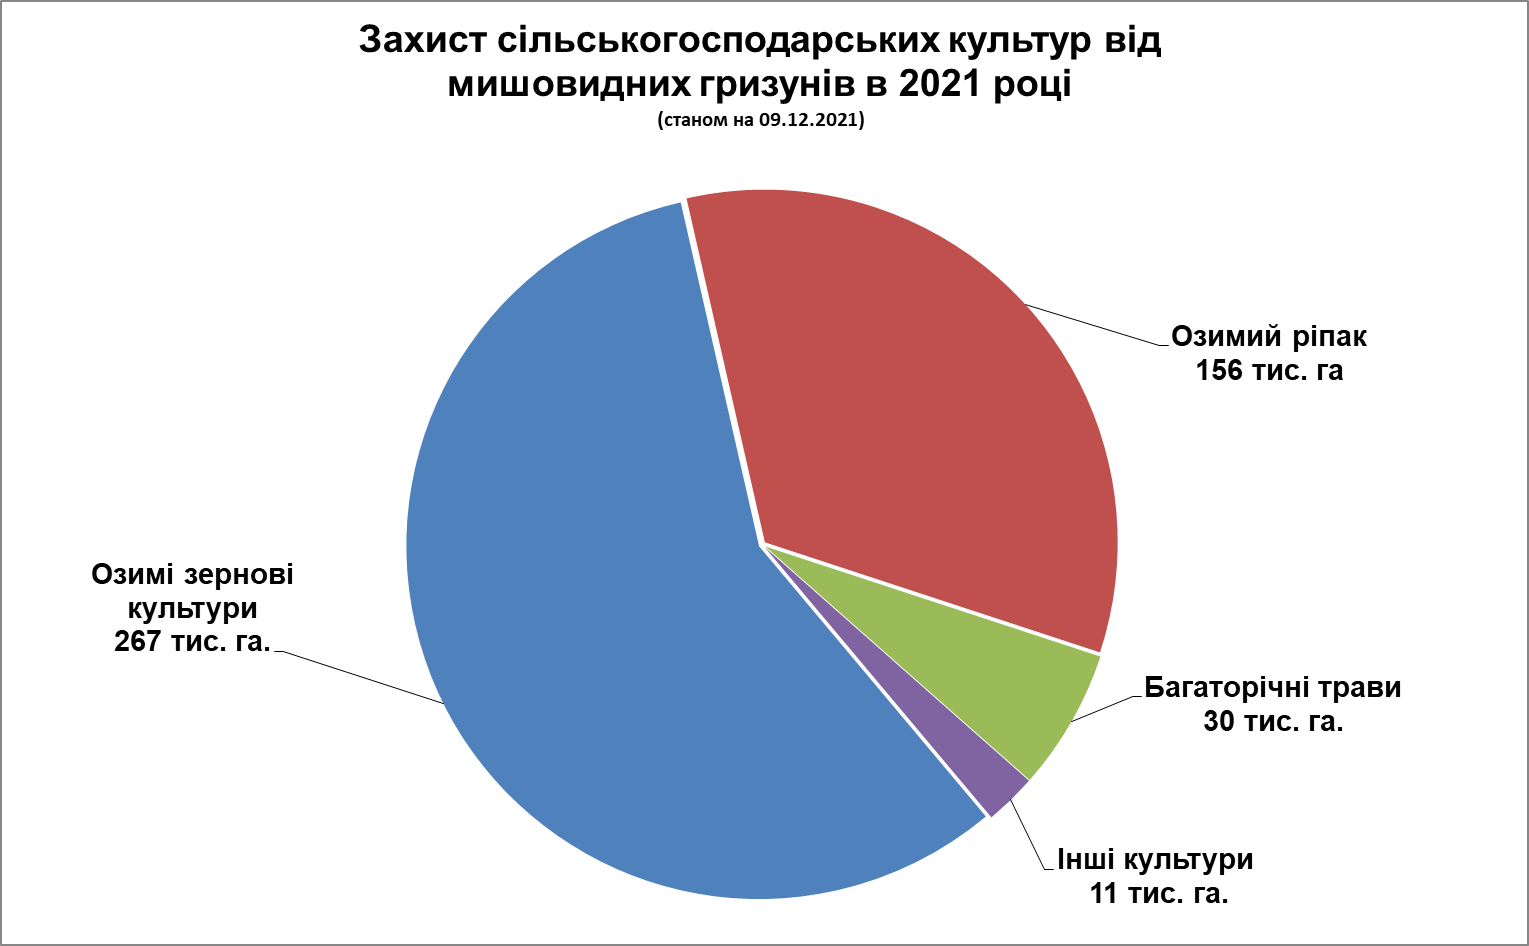 Захист сільськогосподарських культур від
мишовидних гризунів в 2021 році
(станом на 09.12.2021)
Озимий ріпак
156 тис. га
Озимі зернові
культури
267 тис. га.
Багаторічні трави
30 тис. га.
Інші культури
11 тис. га.